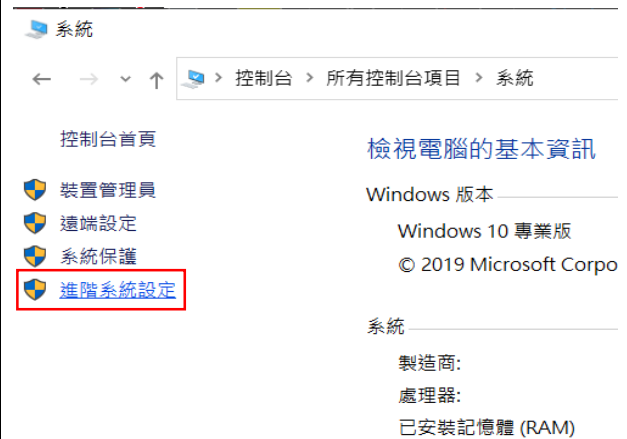 系統
控制台 > 所有控制台項目 > 系統
控制台首頁
裝置管理員
遠端設定
系統保護
進階系統設定
檢視電腦的基本資訊
Windows 版本
Windows 10 專業版
© 2019 Microsoft Corpo
系統
製造商:
處理器:
已安裝記憶體 (RAM)